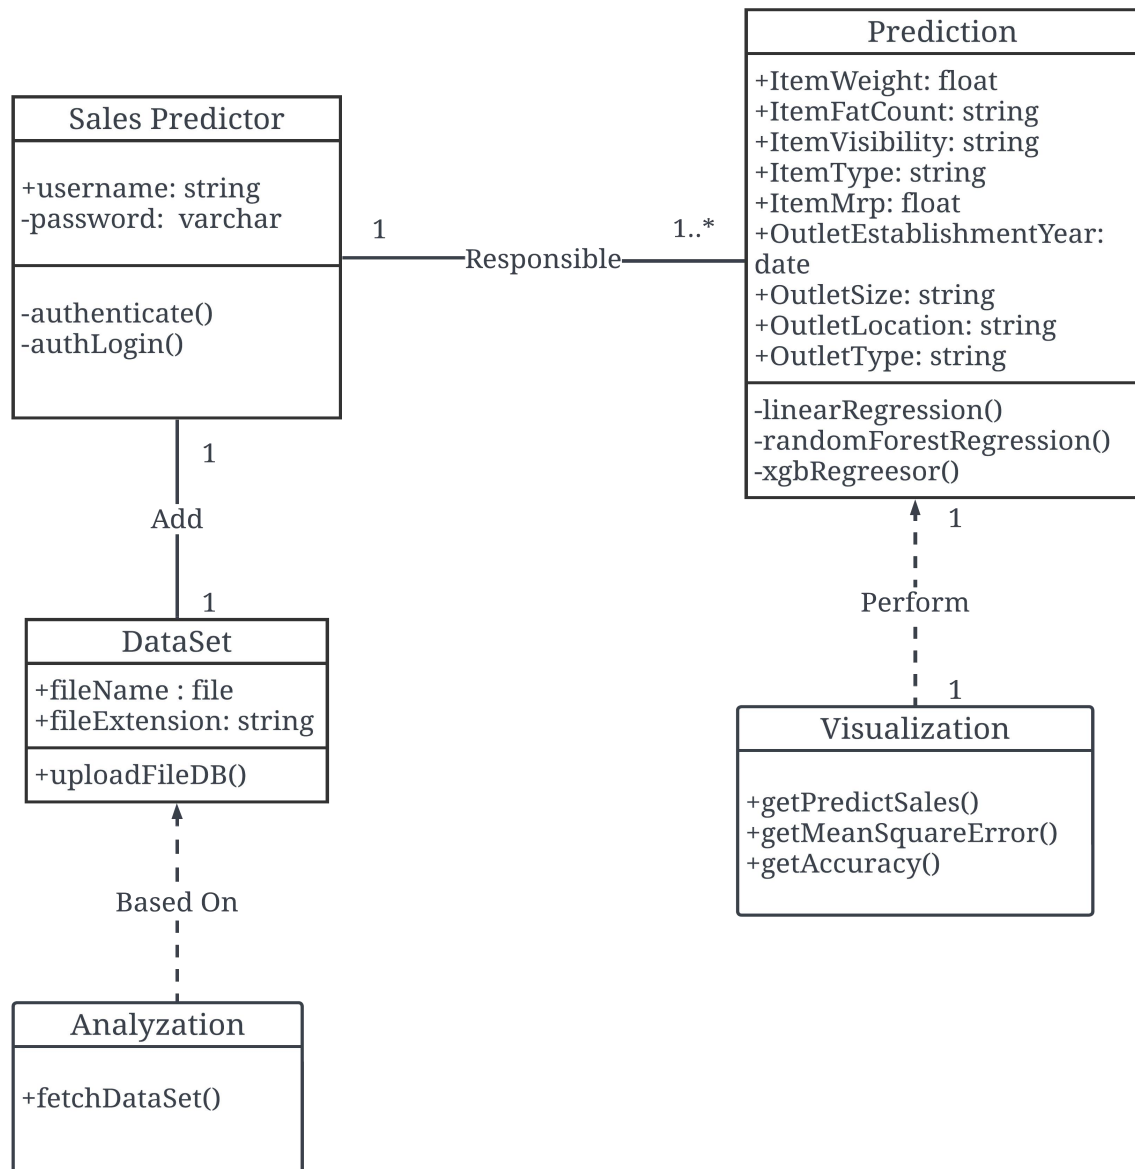 Prediction
+ItemWeight: float
+ItemFatCount: string
+ItemVisibility: string
+ItemType: string
+ItemMrp: float
+OutletEstablishmentYear:
date
+OutletSize: string
+OutletLocation: string
+OutletType: string
-linearRegression()
-randomForestRegression()
-xgbRegreesor()
Sales Predictor
+username: string
-password:  varchar
-authenticate()
-authLogin()
1
Responsible
1..*
1
Add
1
DataSet
+fileName : file
+fileExtension: string
+uploadFileDB()
Based On
Analyzation
+fetchDataSet()
1
Perform
1
Visualization
+getPredictSales()
+getMeanSquareError()
+getAccuracy()